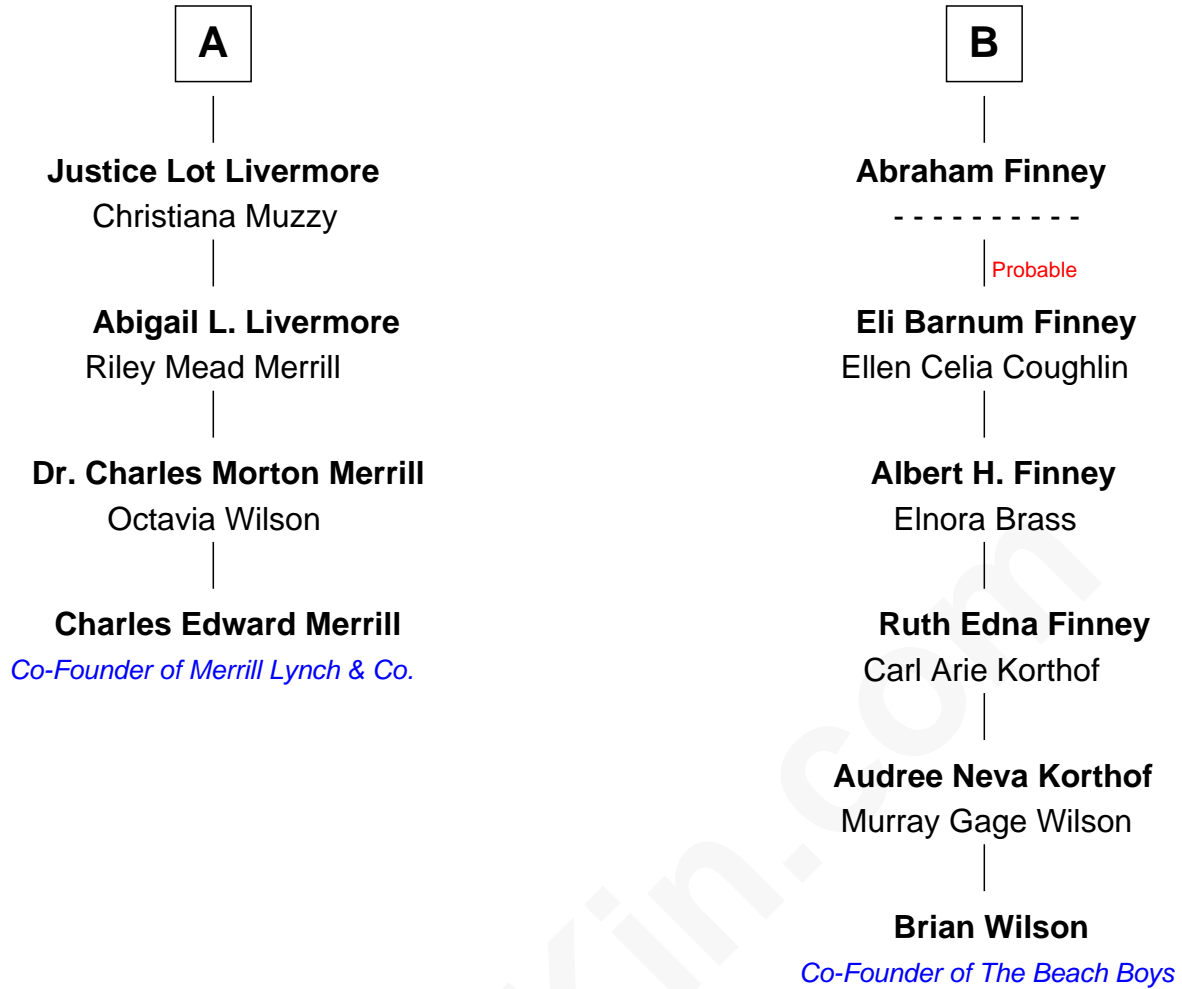 A
Justice Lot Livermore
Christiana Muzzy
Abigail L. Livermore
Riley Mead Merrill
Dr. Charles Morton Merrill
Octavia Wilson
Charles Edward Merrill
Co-Founder of Merrill Lynch & Co.
B
Abraham Finney
- - - - - - - - - -
Probable
Eli Barnum Finney
Ellen Celia Coughlin
Albert H. Finney
Elnora Brass
Ruth Edna Finney
Carl Arie Korthof
Audree Neva Korthof
Murray Gage Wilson
Brian Wilson
Co-Founder of The Beach Boys
Kin.com